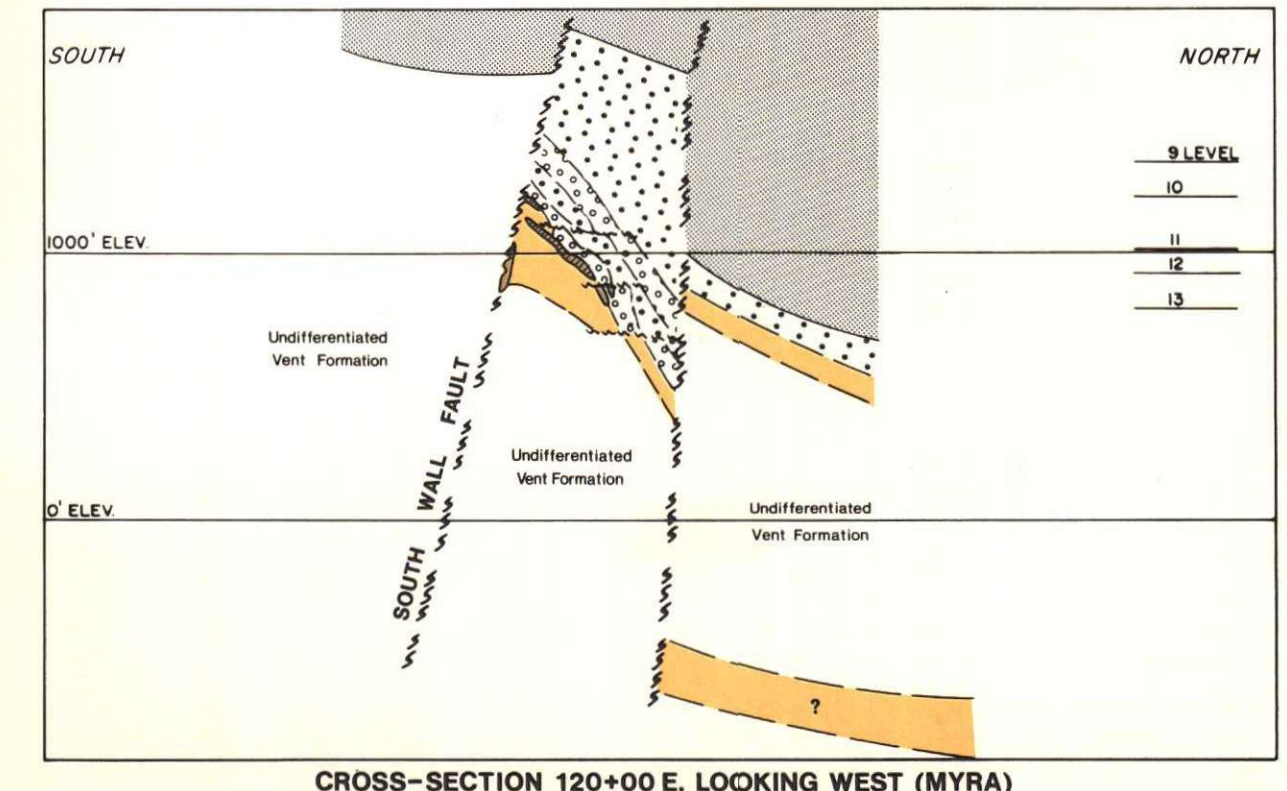 SOUTH
NORTH
9 LEVEL
10
1000' ELEV.
11
12
13
Undifferentiated
Vent Formation
SOUTH WALL FAULT
Undifferentiated
Vent Formation
0' ELEV.
Undifferentiated
Vent Formation
?
CROSS-SECTION 120+00 E. LOOKING WEST (MYRA)